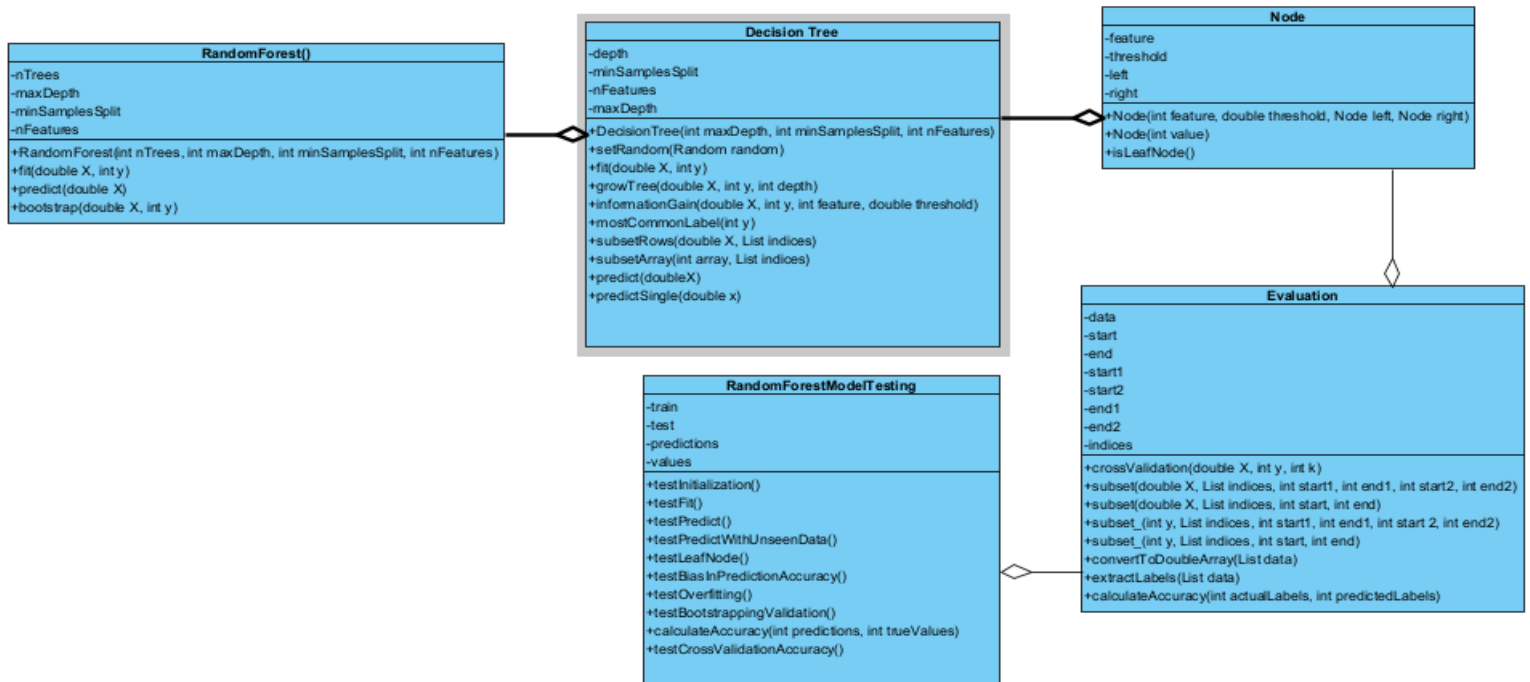 RandomForest()
-nTrees
-maxDepth
-minSamplesSplit
-nFeatures
+RandomForest(int nTrees, int maxDepth, int minSamplesSplit, int nFeatures)
+fit(double X, int y)
+predict(double X)
+bootstrap(double X, int y)
Decision Tree
-depth
-minSamplesSplit
-nFeatures
-maxDepth
+DecisionTree(int maxDepth, int minSamplesSplit, int nFeatures)
+setRandom(Random random)
+fit(double X, int y)
+growTree(double X, int y, int depth)
+informationGain(double X, int y, int feature, double threshold)
+mostCommonLabel(int y)
+subsetRows(double X, List indices)
+subsetArray(int array, List indices)
+predict(doubleX)
+predictSingle(double x)
Node
-feature
-threshold
-left
-right
+Node(int feature, double threshold, Node left, Node right)
+Node(int value)
+isLeafNode()
Evaluation
-data
-start
-end
-start1
-start2
-end1
-end2
-indices
+crossValidation(double X, int y, int k)
+subset(double X, List indices, int start1, int end1, int start2, int end2)
+subset(double X, List indices, int start, int end)
+subset_(int y, List indices, int start1, int end1, int start 2, int end2)
+subset_(int y, List indices, int start, int end)
+convertToDoubleArray(List data)
+extractLabels(List data)
+calculateAccuracy(int actualLabels, int predictedLabels)
RandomForestModelTesting
-train
-test
-predictions
-values
+testInitialization()
+testFit()
+testPredict()
+testPredictWithUnseenData()
+testLeafNode()
+testBiasInPredictionAccuracy()
+testOverfitting()
+testBootstrappingValidation()
+calculateAccuracy(int predictions, int trueValues)
+testCrossValidationAccuracy()